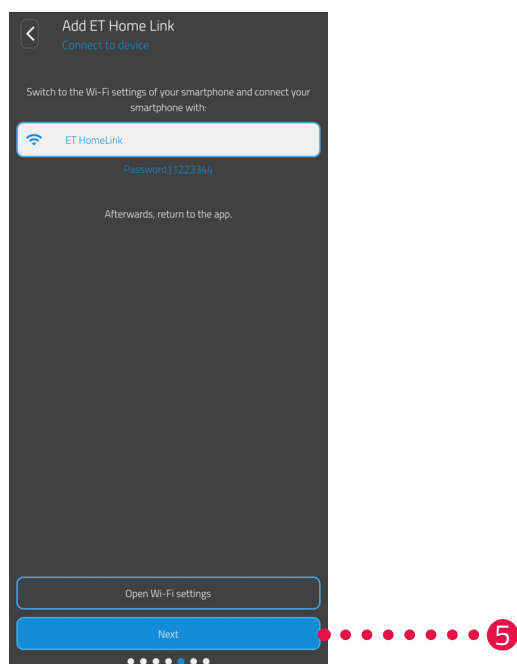 Add ET Home Link
Connect to device
Switch to the Wi-Fi settings of your smartphone and connect your
smartphone with:
ET HomeLink
Password11223344
Afterwards, return to the app.
Open Wi-Fi settings
Next
5